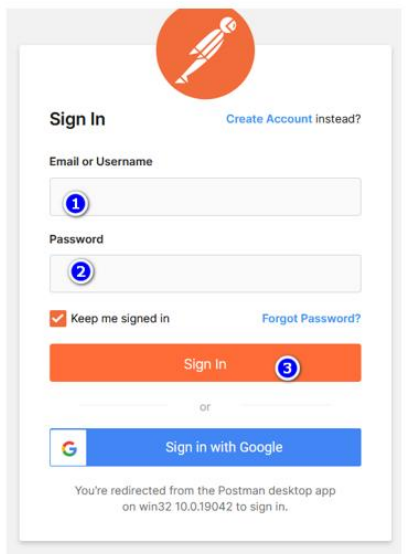 Sign In
Create Account instead?
Email or Username
1
Password
2
Keep me signed in
Forgot Password?
Sign In
3
or
G
Sign in with Google
You're redirected from the Postman desktop app
on win32 10.0.19042 to sign in.